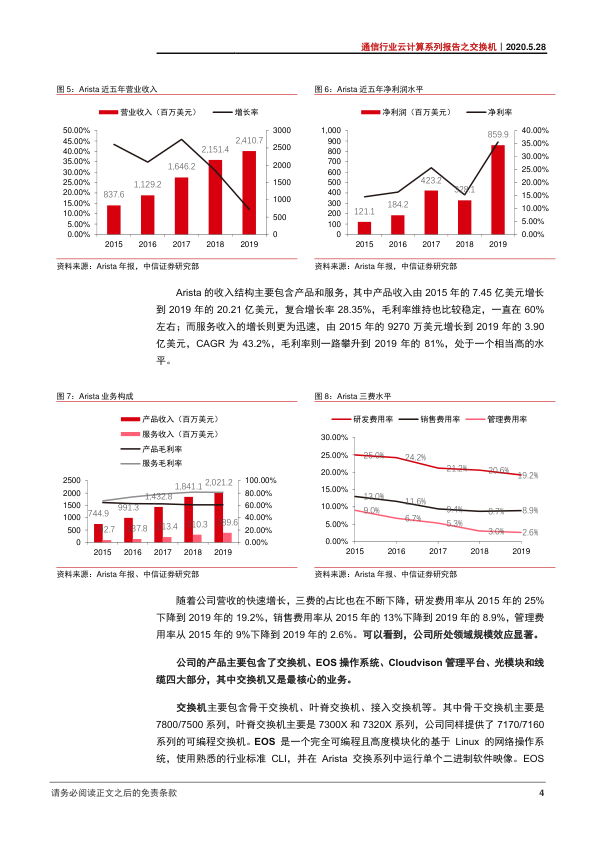 通信行业云计算系列报告之交换机｜2020.5.28
图 5：Arista 近五年营业收入
营业收入（百万美元） 增长率
50.00%
45.00%
40.00%
35.00%
30.00%
25.00%
20.00%
15.00%
10.00%
5.00%
0.00%
837.6
1,129.2
1,646.2
2,151.4
2,410.7
3000
2500
2000
1500
1000
500
0
2015 2016 2017 2018 2019
资料来源：Arista 年报，中信证券研究部
图 6：Arista 近五年净利润水平
净利润（百万美元） 净利率
1,000
900
800
700
600
500
400
300
200
100
0
121.1
184.2
423.2
328.1
859.9
40.00%
35.00%
30.00%
25.00%
20.00%
15.00%
10.00%
5.00%
0.00%
2015 2016 2017 2018 2019
资料来源：Arista 年报，中信证券研究部
Arista 的收入结构主要包含产品和服务，其中产品收入由 2015 年的 7.45 亿美元增长
到 2019 年的 20.21 亿美元，复合增长率 28.35%，毛利率维持也比较稳定，一直在 60%
左右；而服务收入的增长则更为迅速，由 2015 年的 9270 万美元增长到 2019 年的 3.90
亿美元，CAGR 为 43.2%，毛利率则一路攀升到 2019 年的 81%，处于一个相当高的水
平。
图 7：Arista 业务构成
产品收入（百万美元）
服务收入（百万美元）
产品毛利率
服务毛利率
2500
2000
1500
1000
500
0
744.9
991.3
1,432.8
1,841.1
2,021.2
100.00%
80.00%
60.00%
40.00%
20.00%
0.00%
2015 2016 2017 2018 2019
资料来源：Arista 年报、中信证券研究部
图 8：Arista 三费水平
研发费用率 销售费用率 管理费用率
30.00%
25.00%
20.00%
15.00%
10.00%
5.00%
0.00%
25.0%
24.2%
21.2%
20.6%
19.2%
13.0%
11.6%
9.4%
8.7%
8.9%
9.0%
6.7%
5.3%
3.0%
2.6%
2015 2016 2017 2018 2019
资料来源：Arista 年报、中信证券研究部
随着公司营收的快速增长，三费的占比也在不断下降，研发费用率从 2015 年的 25%
下降到 2019 年的 19.2%，销售费用率从 2015 年的 13%下降到 2019 年的 8.9%，管理费
用率从 2015 年的 9%下降到 2019 年的 2.6%。可以看到，公司所处领域规模效应显著。
公司的产品主要包含了交换机、EOS 操作系统、Cloudvison 管理平台、光模块和线
缆四大部分，其中交换机又是最核心的业务。
交换机主要包含骨干交换机、叶脊交换机、接入交换机等。其中骨干交换机主要是
7800/7500 系列，叶脊交换机主要是 7300X 和 7320X 系列，公司同样提供了 7170/7160
系列的可编程交换机。EOS 是一个完全可编程且高度模块化的基于 Linux 的网络操作系
统，使用熟悉的行业标准 CLI，并在 Arista 交换系列中运行单个二进制软件映像。EOS
请务必阅读正文之后的免责条款
4